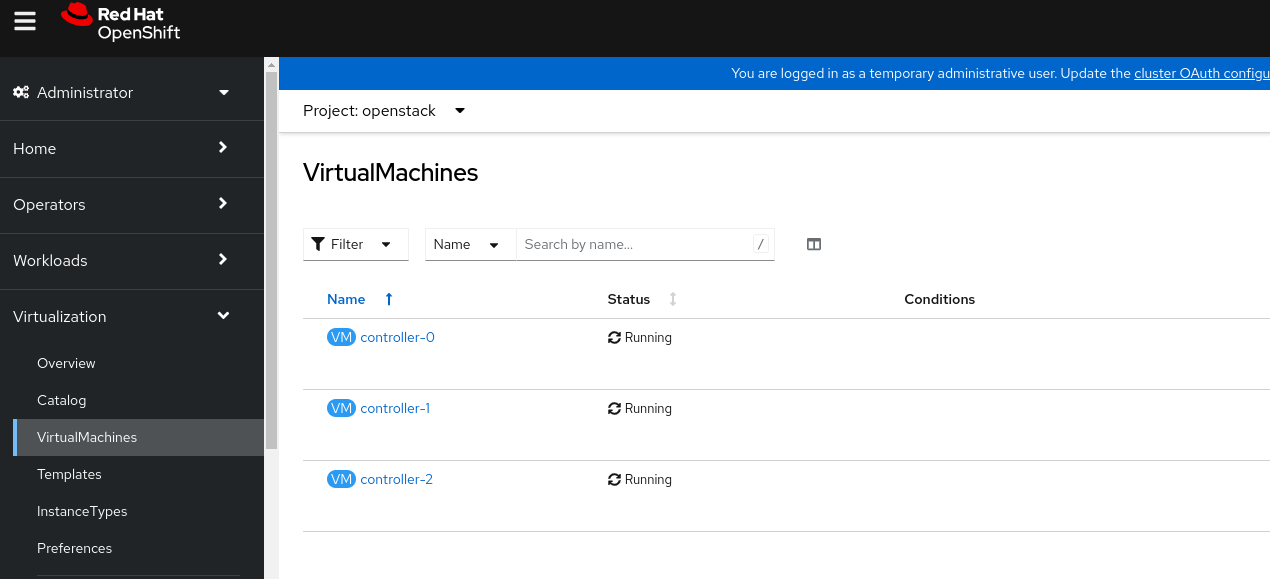 Red Hat
OpenShift
Administrator
Home
Operators
Workloads
Virtualization
Overview
Catalog
VirtualMachines
Templates
InstanceTypes
Preferences
You are logged in as a temporary administrative user. Update the cluster OAuth configu
Project: openstack
VirtualMachines
Filter Name Search by name... /
Name Status Conditions
VM controller-0 Running
VM controller-1 Running
VM controller-2 Running